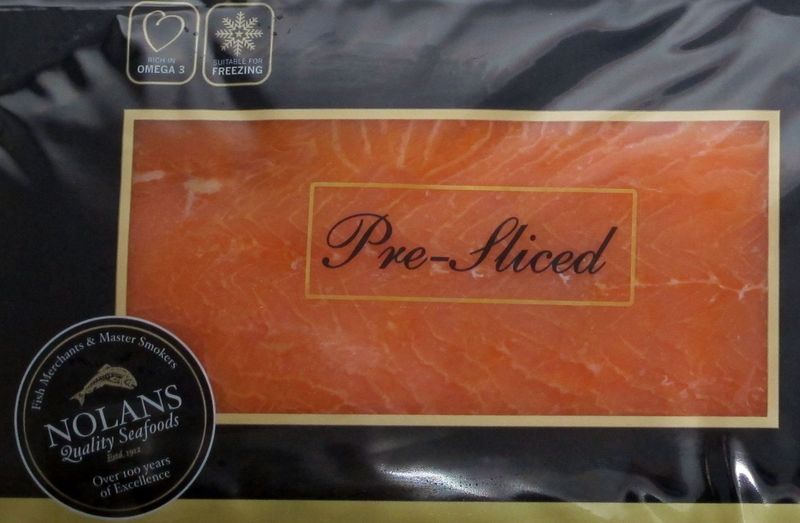 RICH IN
OMEGA 3
SUITABLE FOR
FREEZING
Pre-Sliced
Fish Merchants & Master Smokers
NOLANS
Quality Seafoods
Estd. 1912
Over 100 years
of Excellence